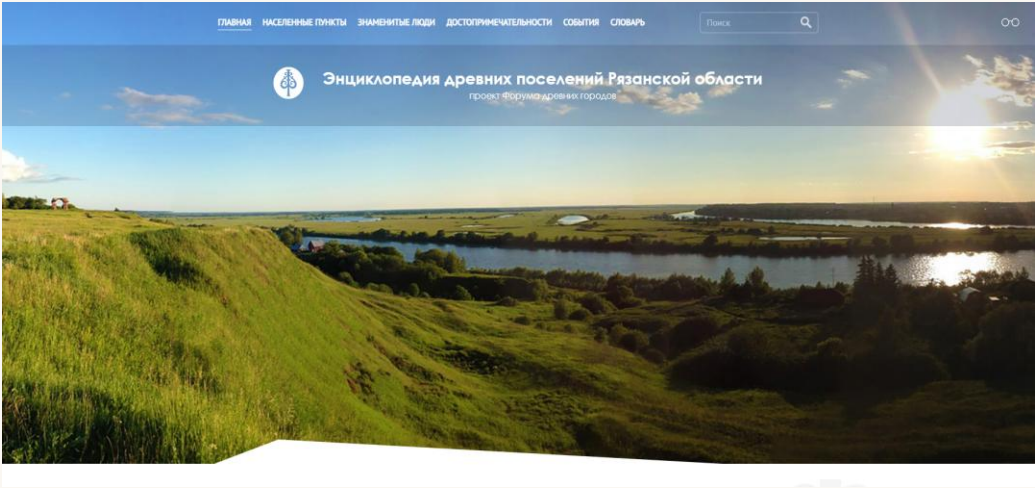 ГЛАВНАЯ НАСЕЛЕННЫЕ ПУНКТЫ ЗНАМЕНИТЫЕ ЛЮДИ ДОСТОПРИМЕЧАТЕЛЬНОСТИ СОБЫТИЯ СЛОВАРЬ Поиск
Энциклопедия древних поселений Рязанской области
проект Форума древних городов